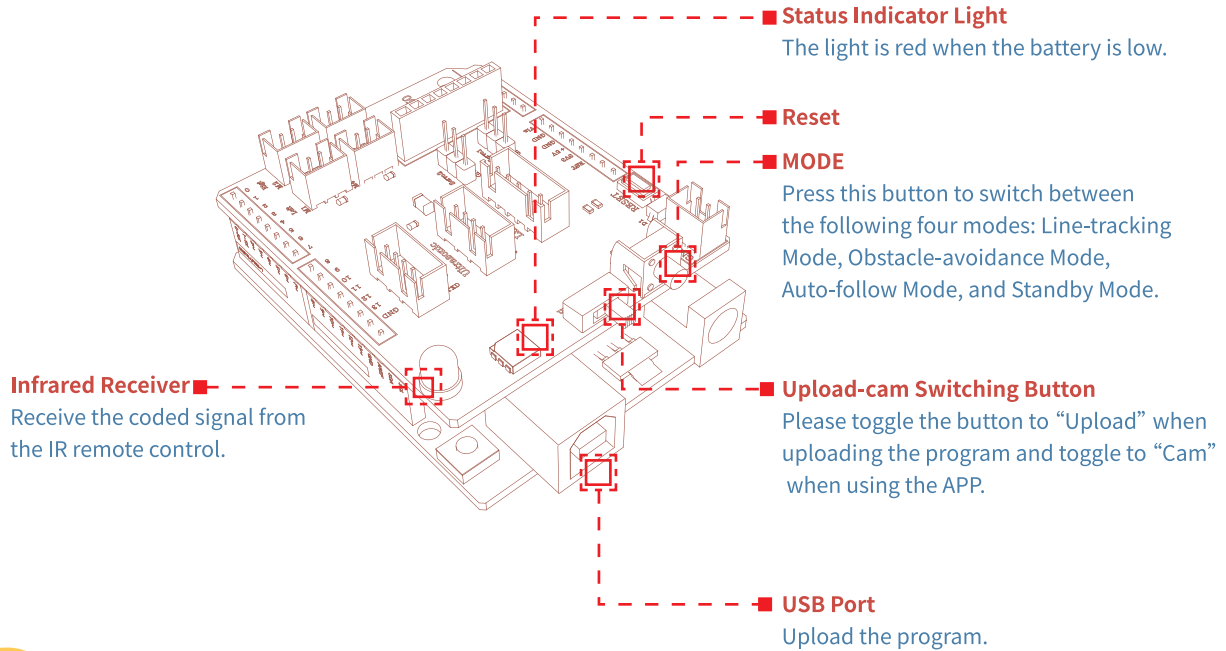 Status Indicator Light
The light is red when the battery is low.
Reset
MODE
Press this button to switch between
the following four modes: Line-tracking
Mode, Obstacle-avoidance Mode,
Auto-follow Mode, and Standby Mode.
Ultrasonic
GND
Infrared Receiver
Receive the coded signal from
the IR remote control.
Upload-cam Switching Button
Please toggle the button to “Upload” when
uploading the program and toggle to “Cam”
when using the APP.
USB Port
Upload the program.